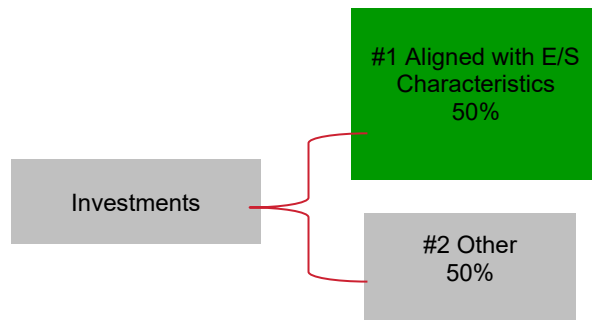 #1 Aligned with E/S
Characteristics
50%
Investments
#2 Other
50%